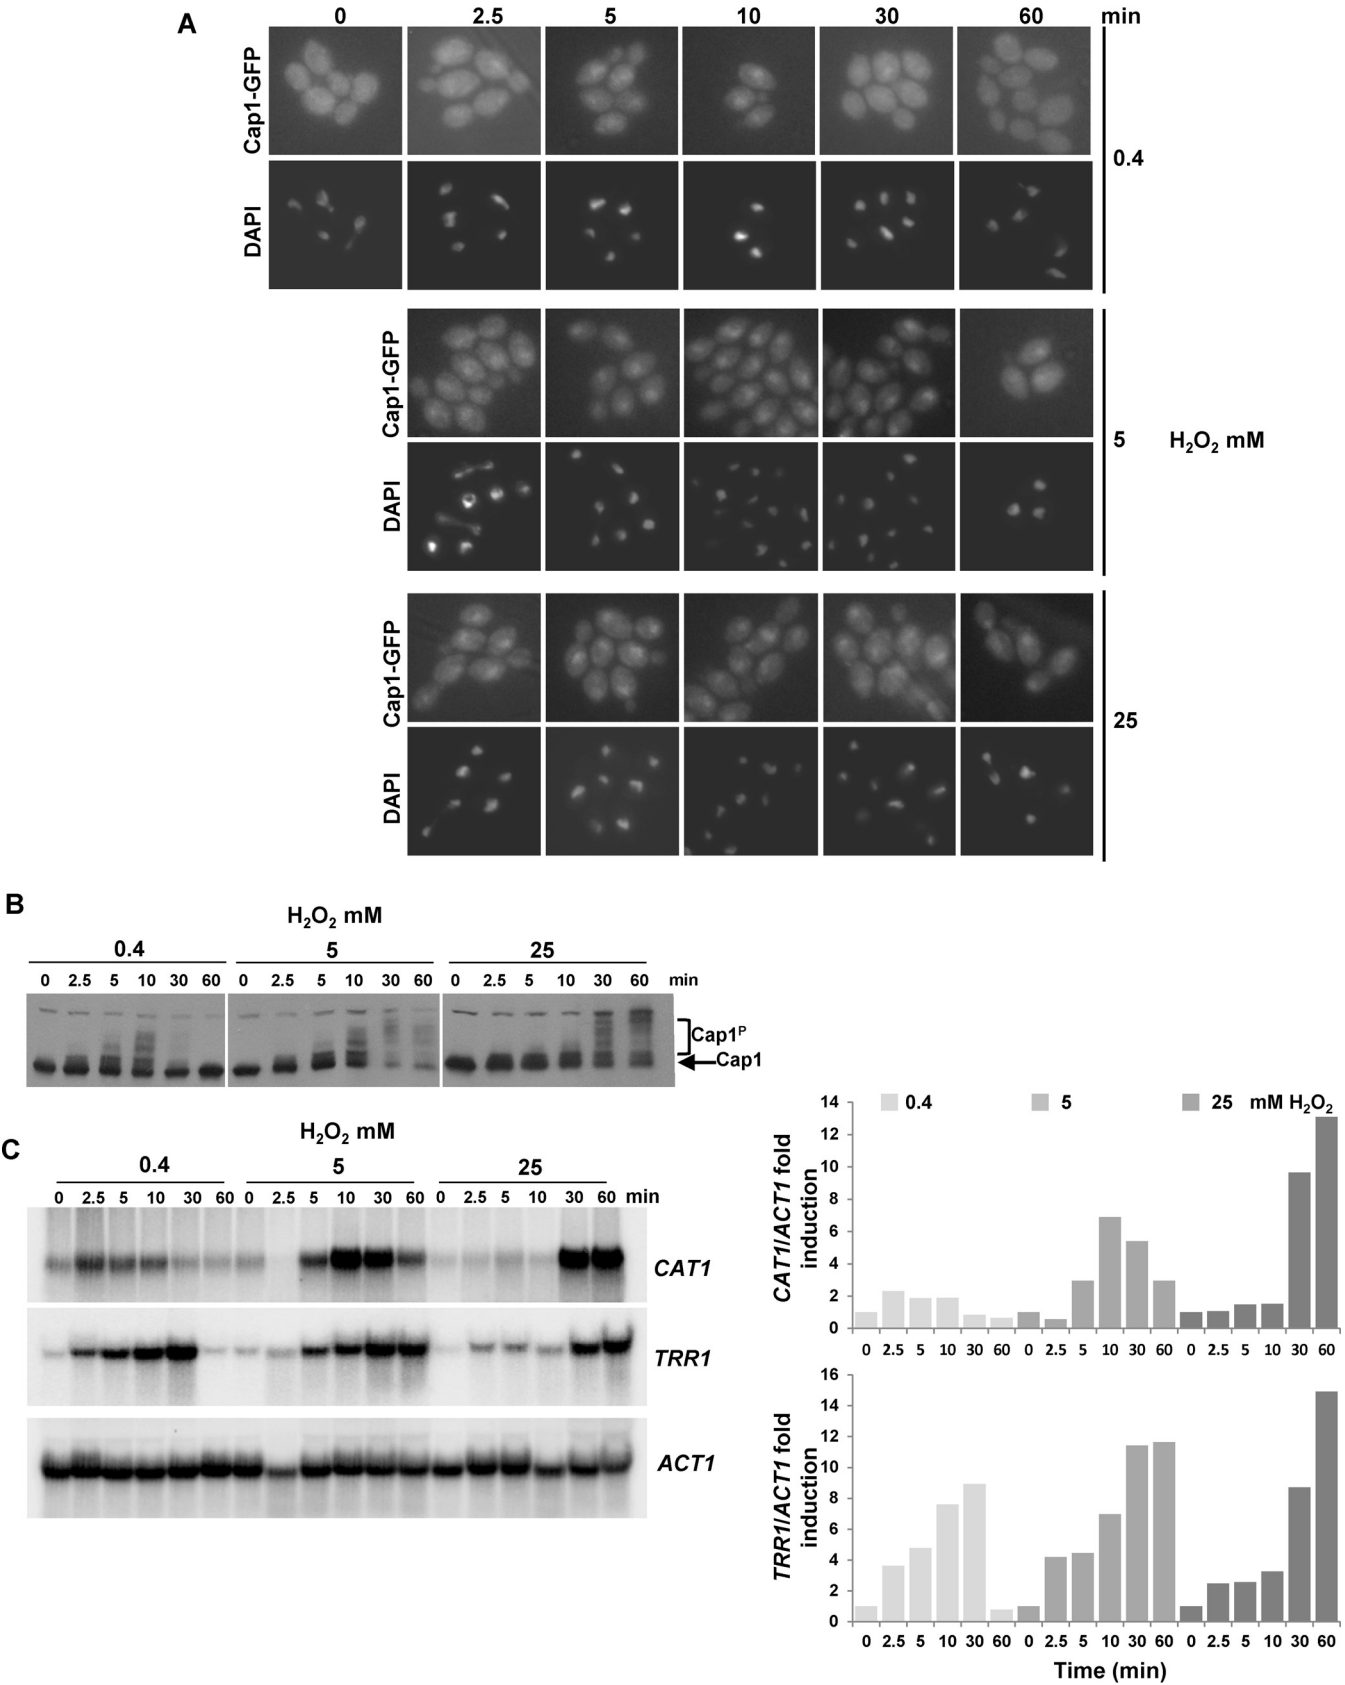 A
0 2.5 5 10 30 60 min
Cap1-GFP
DAPI
0.4
Cap1-GFP
DAPI
5
H₂O₂ mM
Cap1-GFP
DAPI
25
B
H₂O₂ mM
0.4 5 25
0 2.5 5 10 30 60 0 2.5 5 10 30 60 0 2.5 5 10 30 60 min
Cap1ᴾ
Cap1
C
H₂O₂ mM
0.4 5 25
0 2.5 5 10 30 60 0 2.5 5 10 30 60 0 2.5 5 10 30 60 min
CAT1
TRR1
ACT1
0.4 5 25 mM H₂O₂
CAT1/ACT1 fold
induction
14
12
10
8
6
4
2
0
0 2.5 5 10 30 60 0 2.5 5 10 30 60 0 2.5 5 10 30 60
TRR1/ACT1 fold
induction
16
14
12
10
8
6
4
2
0
0 2.5 5 10 30 60 0 2.5 5 10 30 60 0 2.5 5 10 30 60
Time (min)